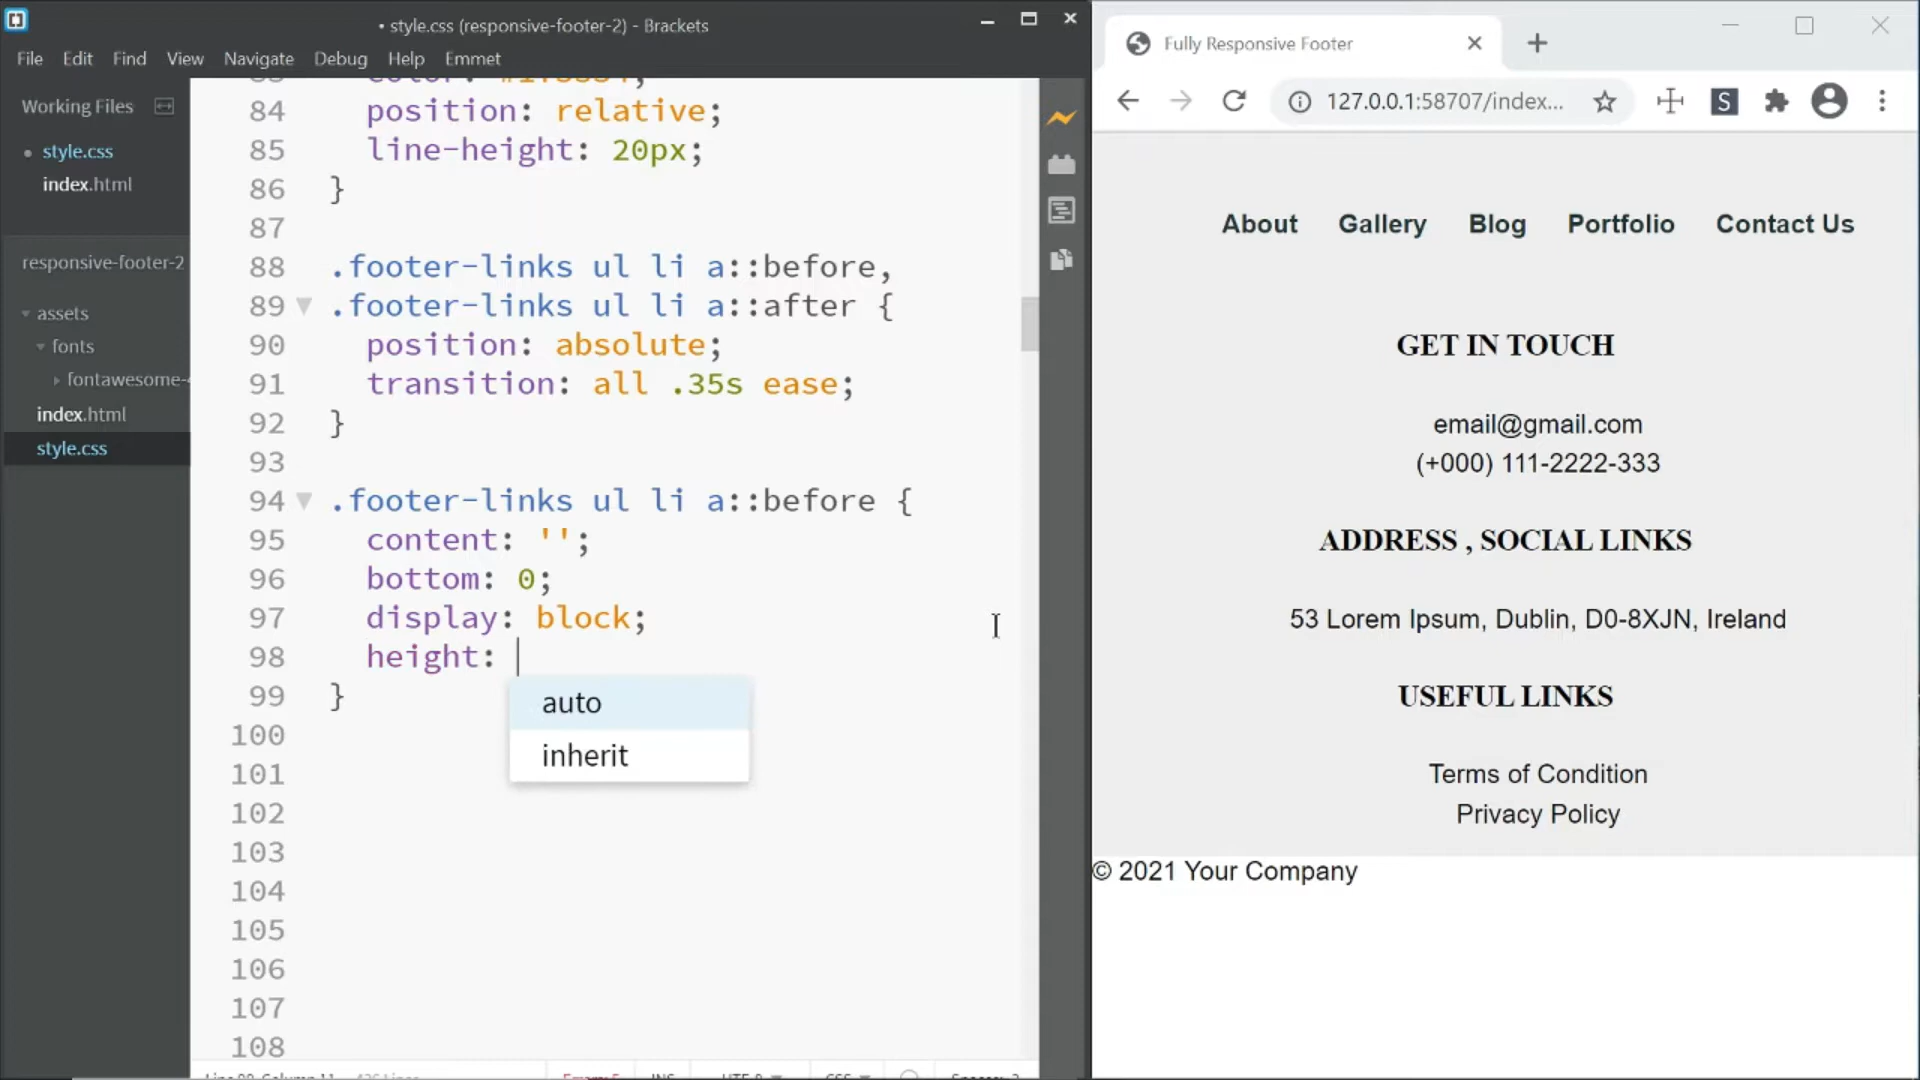 • style.css (responsive-footer-2) - Brackets
File Edit Find View Navigate Debug Help Emmet
Working Files
• style.css
index.html
responsive-footer-2
assets
fonts
fontawesome-
index.html
style.css
84 position: relative;
85 line-height: 20px;
86 }
87
88 .footer-links ul li a::before,
89 .footer-links ul li a::after {
90 position: absolute;
91 transition: all .35s ease;
92 }
93
94 .footer-links ul li a::before {
95 content: '';
96 bottom: 0;
97 display: block;
98 height:
99 }
auto
inherit
100
101
102
103
104
105
106
107
108
Fully Responsive Footer
127.0.0.1:58707/index...
S
About Gallery Blog Portfolio Contact Us
GET IN TOUCH
email@gmail.com
(+000) 111-2222-333
ADDRESS , SOCIAL LINKS
53 Lorem Ipsum, Dublin, D0-8XJN, Ireland
USEFUL LINKS
Terms of Condition
Privacy Policy
© 2021 Your Company